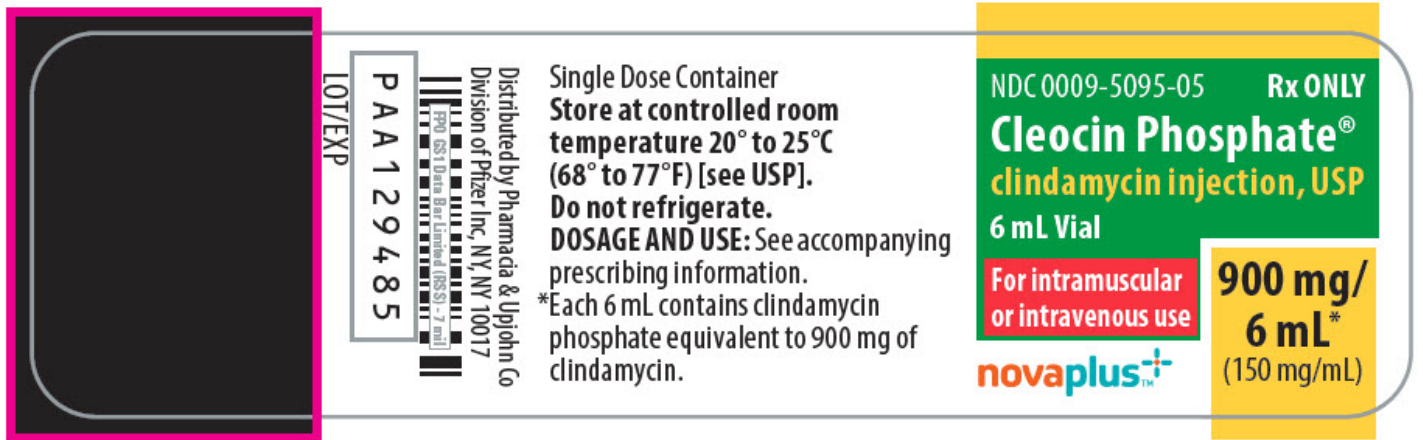 LOT/EXP
PAA129485
FPO GS1 Data Bar Limited (RSS) - 7 mil
Distributed by Pharmacia & Upjohn Co
Division of Pfizer Inc, NY, NY 10017
Single Dose Container
Store at controlled room
temperature 20° to 25°C
(68° to 77°F) [see USP].
Do not refrigerate.
DOSAGE AND USE: See accompanying
prescribing information.
*Each 6 mL contains clindamycin
phosphate equivalent to 900 mg of
clindamycin.
NDC 0009-5095-05 Rx ONLY
Cleocin Phosphate®
clindamycin injection, USP
6 mL Vial
For intramuscular
or intravenous use
900 mg/
6 mL*
(150 mg/mL)
novaplus™